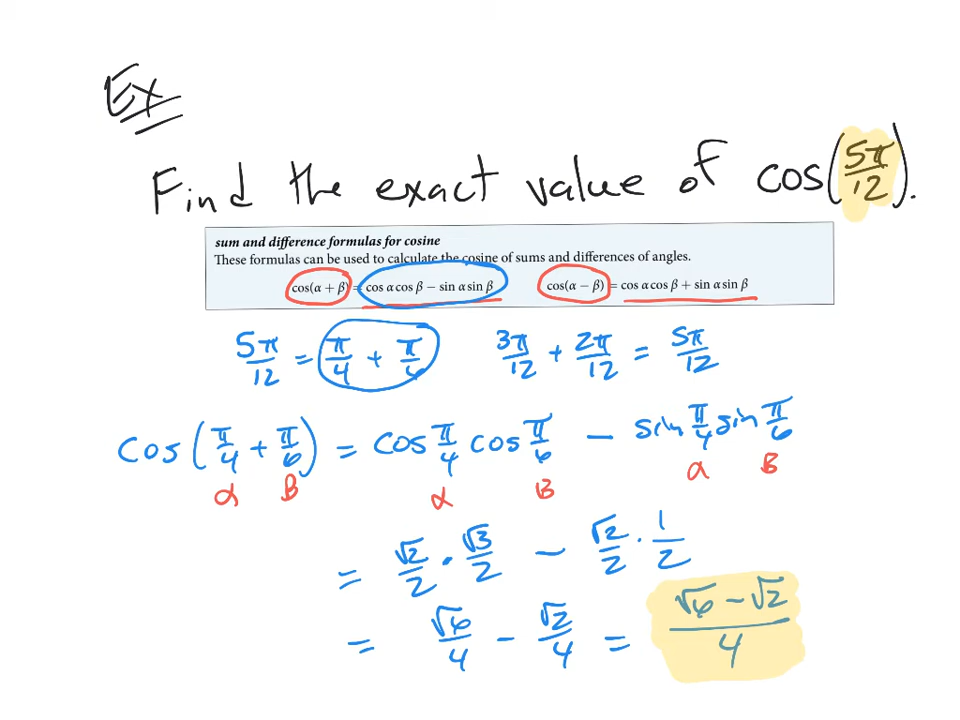 Ex
Find the exact value of cos(5π/12).
sum and difference formulas for cosine
These formulas can be used to calculate the cosine of sums and differences of angles.
cos(α + β) = cos α cos β − sin α sin β cos(α − β) = cos α cos β + sin α sin β
5π/12 = π/4 + π/6 3π/12 + 2π/12 = 5π/12
cos(π/4 + π/6) = cos π/4 cos π/6 − sin π/4 sin π/6
α β α β α β
= √2/2 · √3/2 − √2/2 · 1/2
= √6/4 − √2/4 = (√6 − √2)/4